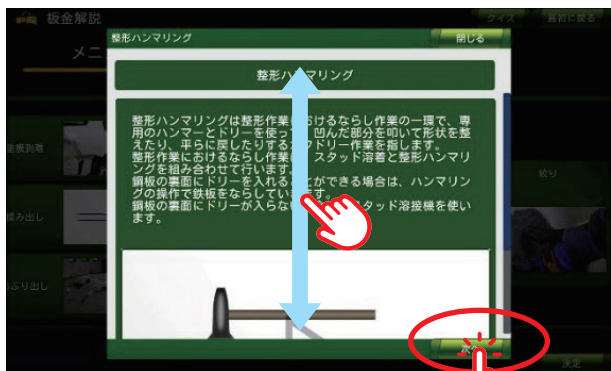 板金解説
クイズ
最初に戻る
メニ
整形ハンマリング
閉じる
整形ハンマリング
整形ハンマリングは整形作業におけるならし作業の一環で、専
用のハンマーとドリーを使って、凹んだ部分を叩いて形状を整
えたり、平らに戻したりするオフドリー作業を指します。
整形作業におけるならし作業は、スタッド溶着と整形ハンマリ
ングを組み合わせて行います。
鋼板の裏面にドリーを入れることができる場合は、ハンマリン
グの操作で鉄板をならしていきます。
鋼板の裏面にドリーが入らない
スタッド溶接機を使い
ます。
塗膜剥離
絞り
揉み出し
あぶり出し
次へ
決定